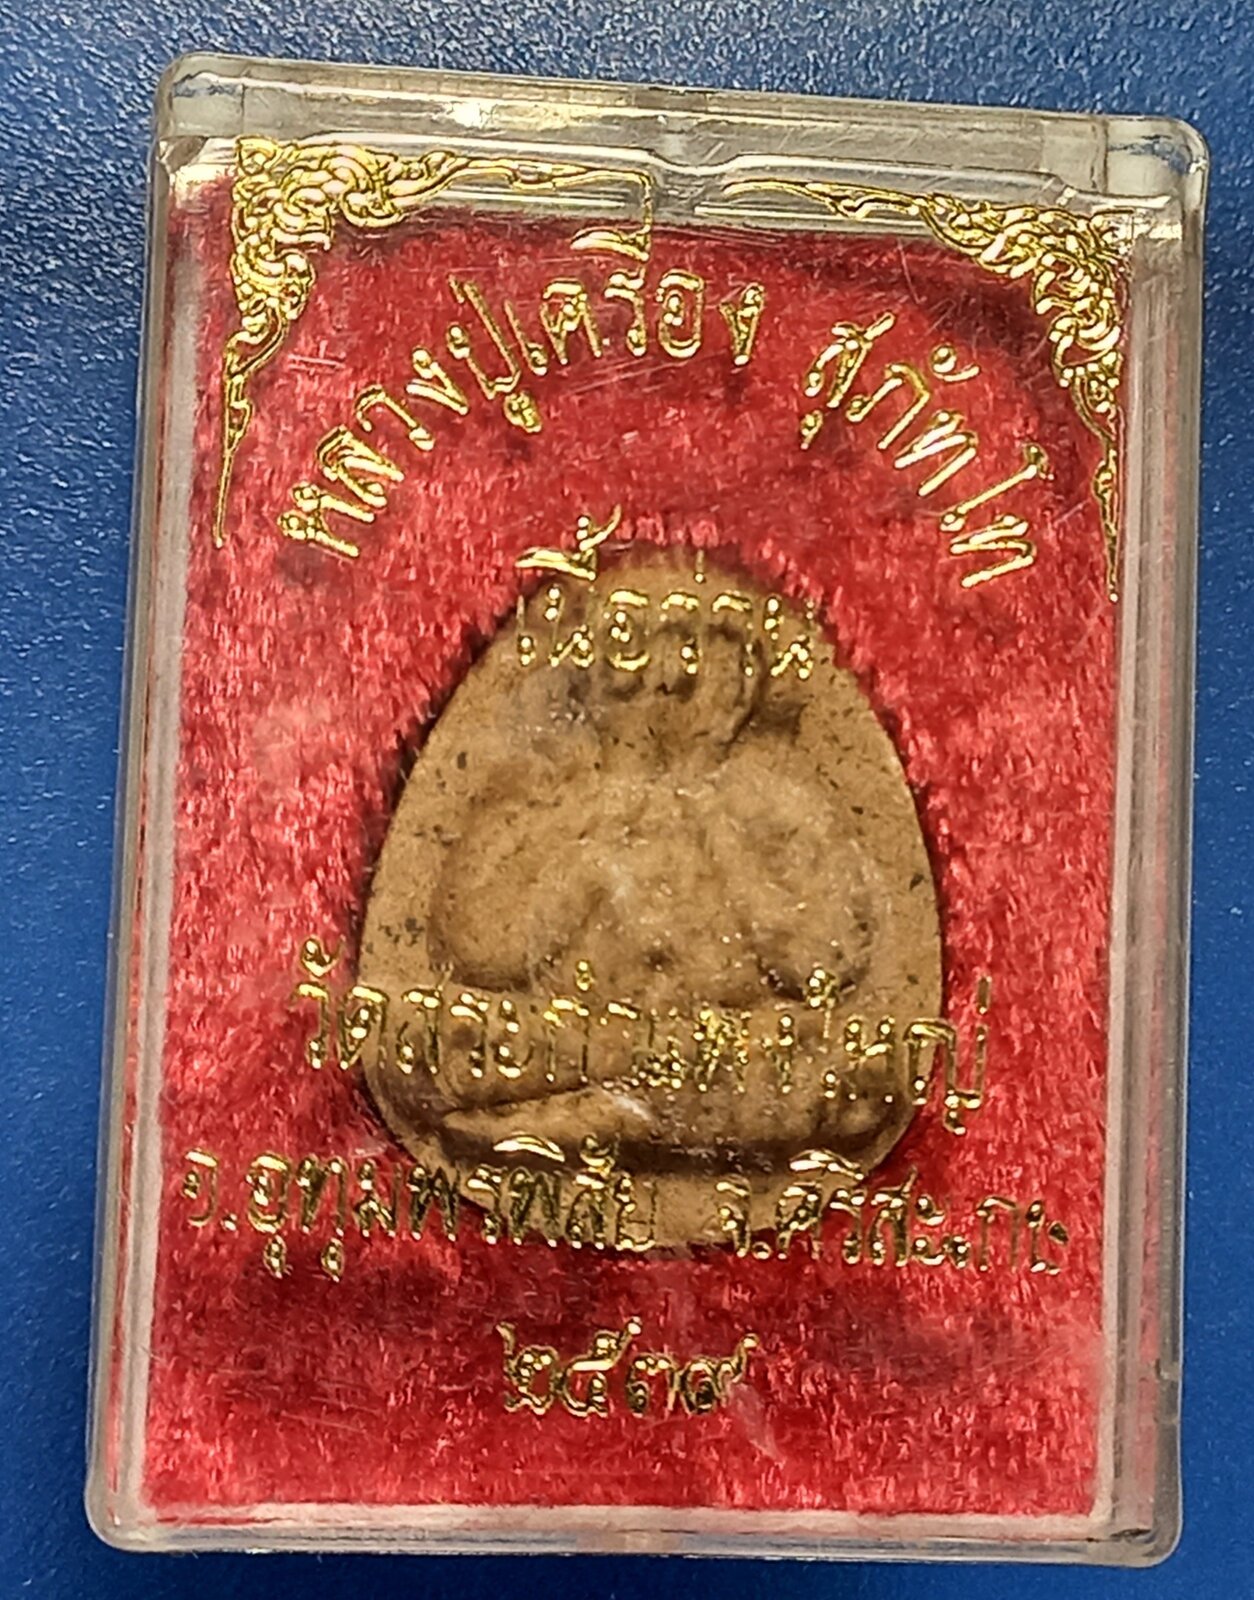 หลวงปู่เครื่อง สุภัทโท
เนื้อว่าน
วัดสระกำแพงใหญ่
อ.อุทุมพรพิสัย จ.ศรีสะเกษ
๒๕๓๙